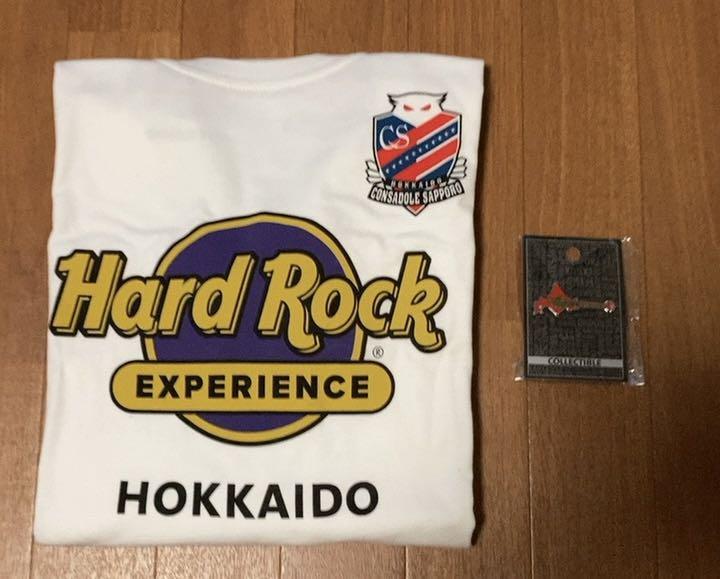 CS
HOKKAIDO
CONSADOLE SAPPORO
Hard Rock
®
EXPERIENCE
HOKKAIDO
COLLECTIBLE